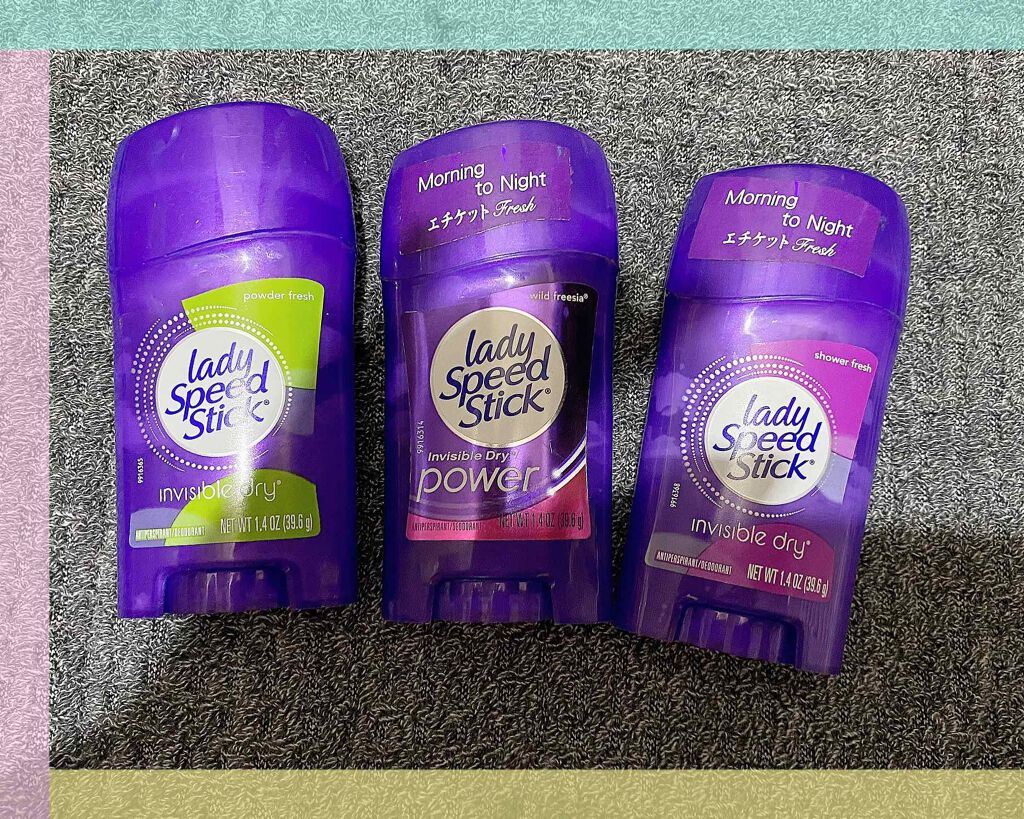 powder fresh
lady
Speed
Stick®
invisible dry®
ANTIPERSPIRANT/DEODORANT
NET WT 1.4 OZ (39.6 g)
9916365
Morning
to Night
エチケット Fresh
wild freesia®
lady
Speed
Stick®
Invisible Dry®
power
ANTIPERSPIRANT/DEODORANT
NET WT 1.4 OZ (39.6 g)
9916314
Morning
to Night
エチケット Fresh
shower fresh
lady
Speed
Stick®
invisible dry®
ANTIPERSPIRANT/DEODORANT
NET WT 1.4 OZ (39.6 g)
9916368